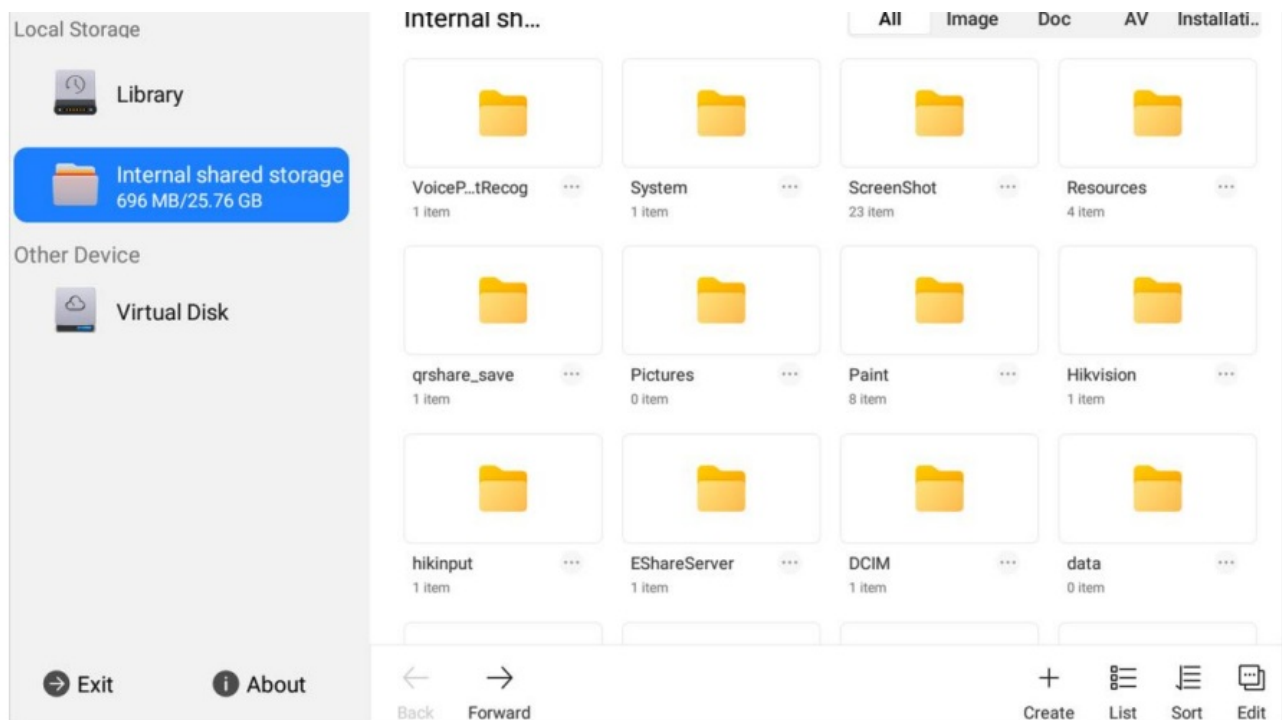 Local Storage
Library
Internal shared storage
696 MB/25.76 GB
Other Device
Virtual Disk
Exit
About
Internal sh...
All Image Doc AV Installati..
VoiceP...tRecog ... System ... ScreenShot ... Resources ...
1 item 1 item 23 item 4 item
qrshare_save ... Pictures ... Paint ... Hikvision ...
1 item 0 item 8 item 1 item
hikinput ... EShareServer ... DCIM ... data ...
1 item 1 item 1 item 0 item
Back Forward Create List Sort Edit